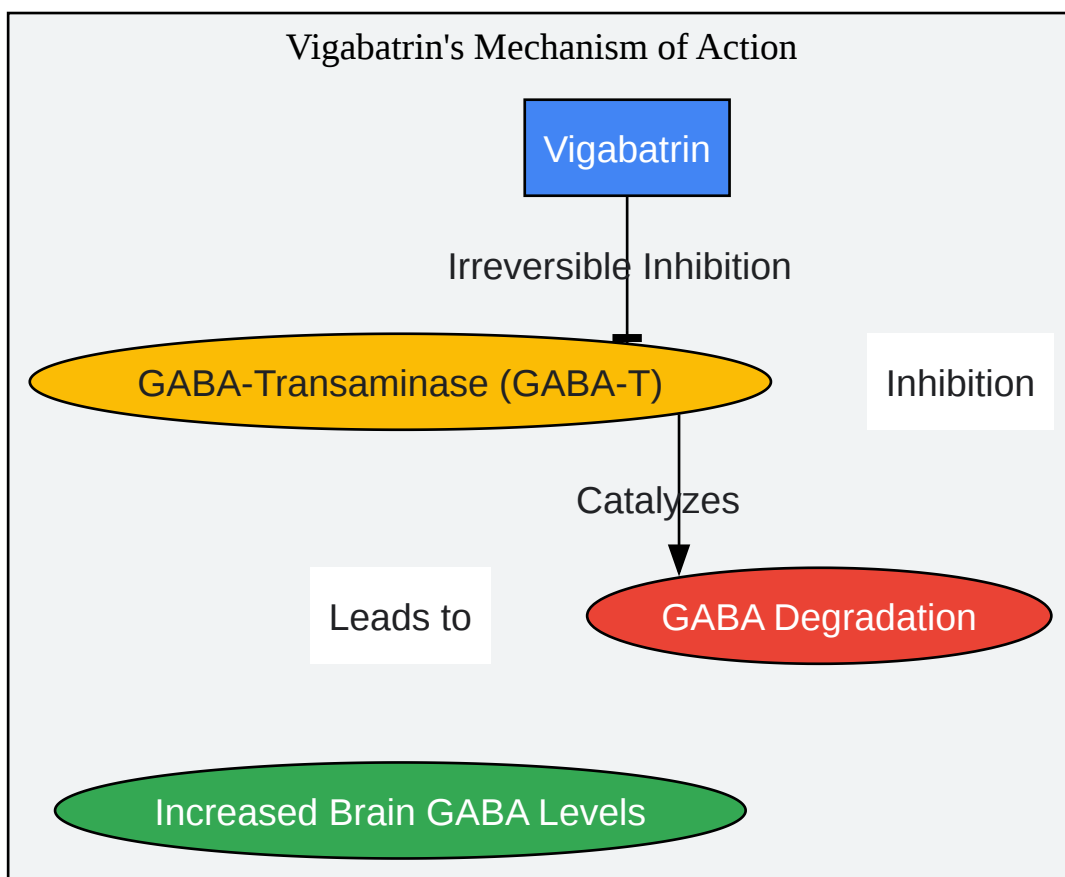 Vigabatrin's Mechanism of Action
Vigabatrin
Irreversible Inhibition
GABA-Transaminase (GABA-T)
Inhibition
Catalyzes
Leads to
GABA Degradation
Increased Brain GABA Levels